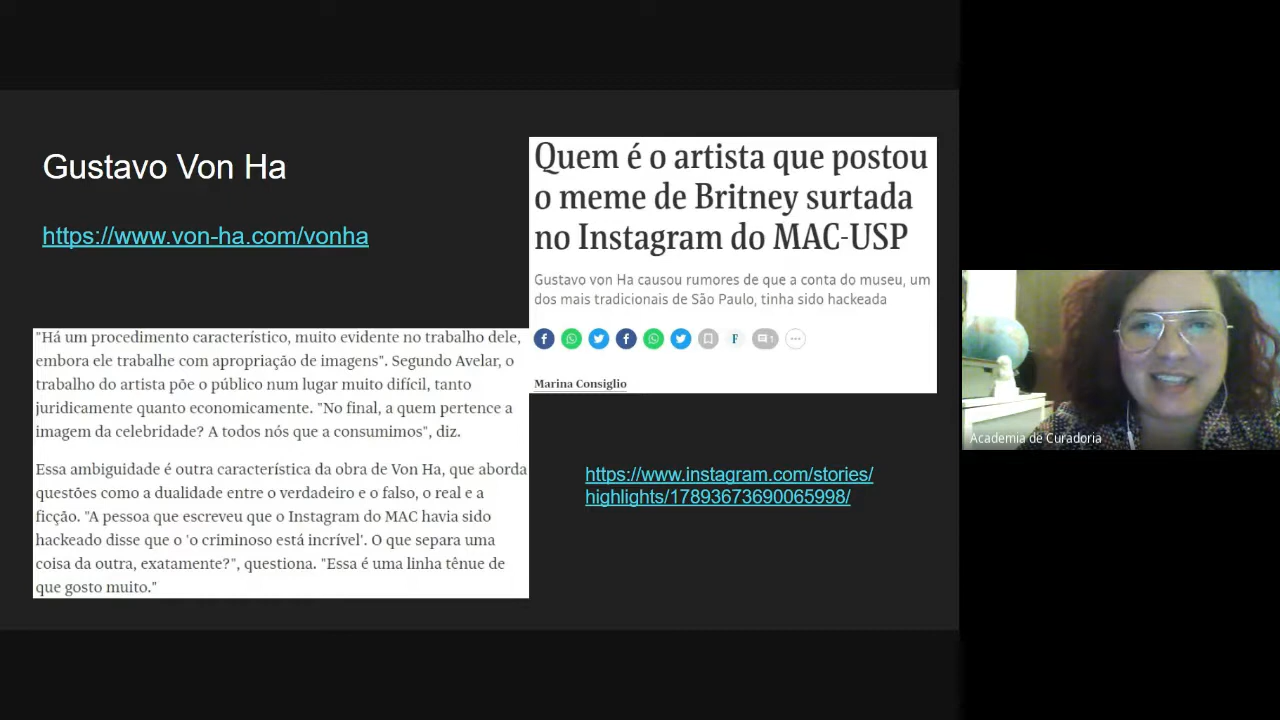 Gustavo Von Ha
https://www.von-ha.com/vonha
"Há um procedimento característico, muito evidente no trabalho dele,
embora ele trabalhe com apropriação de imagens". Segundo Avelar, o
trabalho do artista põe o público num lugar muito difícil, tanto
juridicamente quanto economicamente. "No final, a quem pertence a
imagem da celebridade? A todos nós que a consumimos", diz.
Essa ambiguidade é outra característica da obra de Von Ha, que aborda
questões como a dualidade entre o verdadeiro e o falso, o real e a
ficção. "A pessoa que escreveu que o Instagram do MAC havia sido
hackeado disse que o 'o criminoso está incrível'. O que separa uma
coisa da outra, exatamente?", questiona. "Essa é uma linha tênue de
que gosto muito."
Quem é o artista que postou
o meme de Britney surtada
no Instagram do MAC-USP
Gustavo von Ha causou rumores de que a conta do museu, um
dos mais tradicionais de São Paulo, tinha sido hackeada
F
1
Marina Consiglio
https://www.instagram.com/stories/
highlights/17893673690065998/
Academia de Curadoria